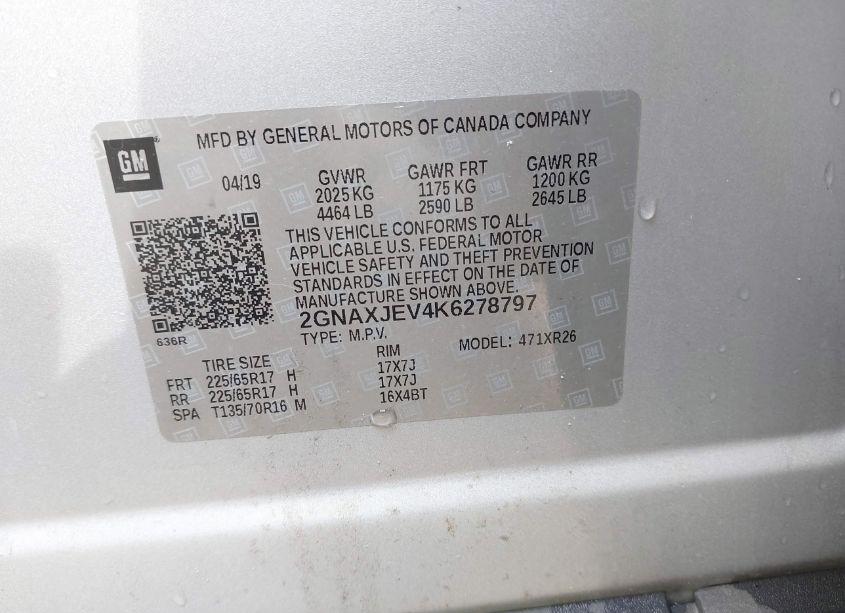 MFD BY GENERAL MOTORS OF CANADA COMPANY
GM
04/19
GVWR GAWR FRT GAWR RR
2025 KG 1175 KG 1200 KG
4464 LB 2590 LB 2645 LB
THIS VEHICLE CONFORMS TO ALL
APPLICABLE U.S. FEDERAL MOTOR
VEHICLE SAFETY AND THEFT PREVENTION
STANDARDS IN EFFECT ON THE DATE OF
MANUFACTURE SHOWN ABOVE.
2GNAXJEV4K6278797
636R
TYPE: M.P.V. MODEL: 471XR26
TIRE SIZE RIM
FRT 225/65R17 H 17X7J
RR 225/65R17 H 17X7J
SPA T135/70R16 M 16X4BT